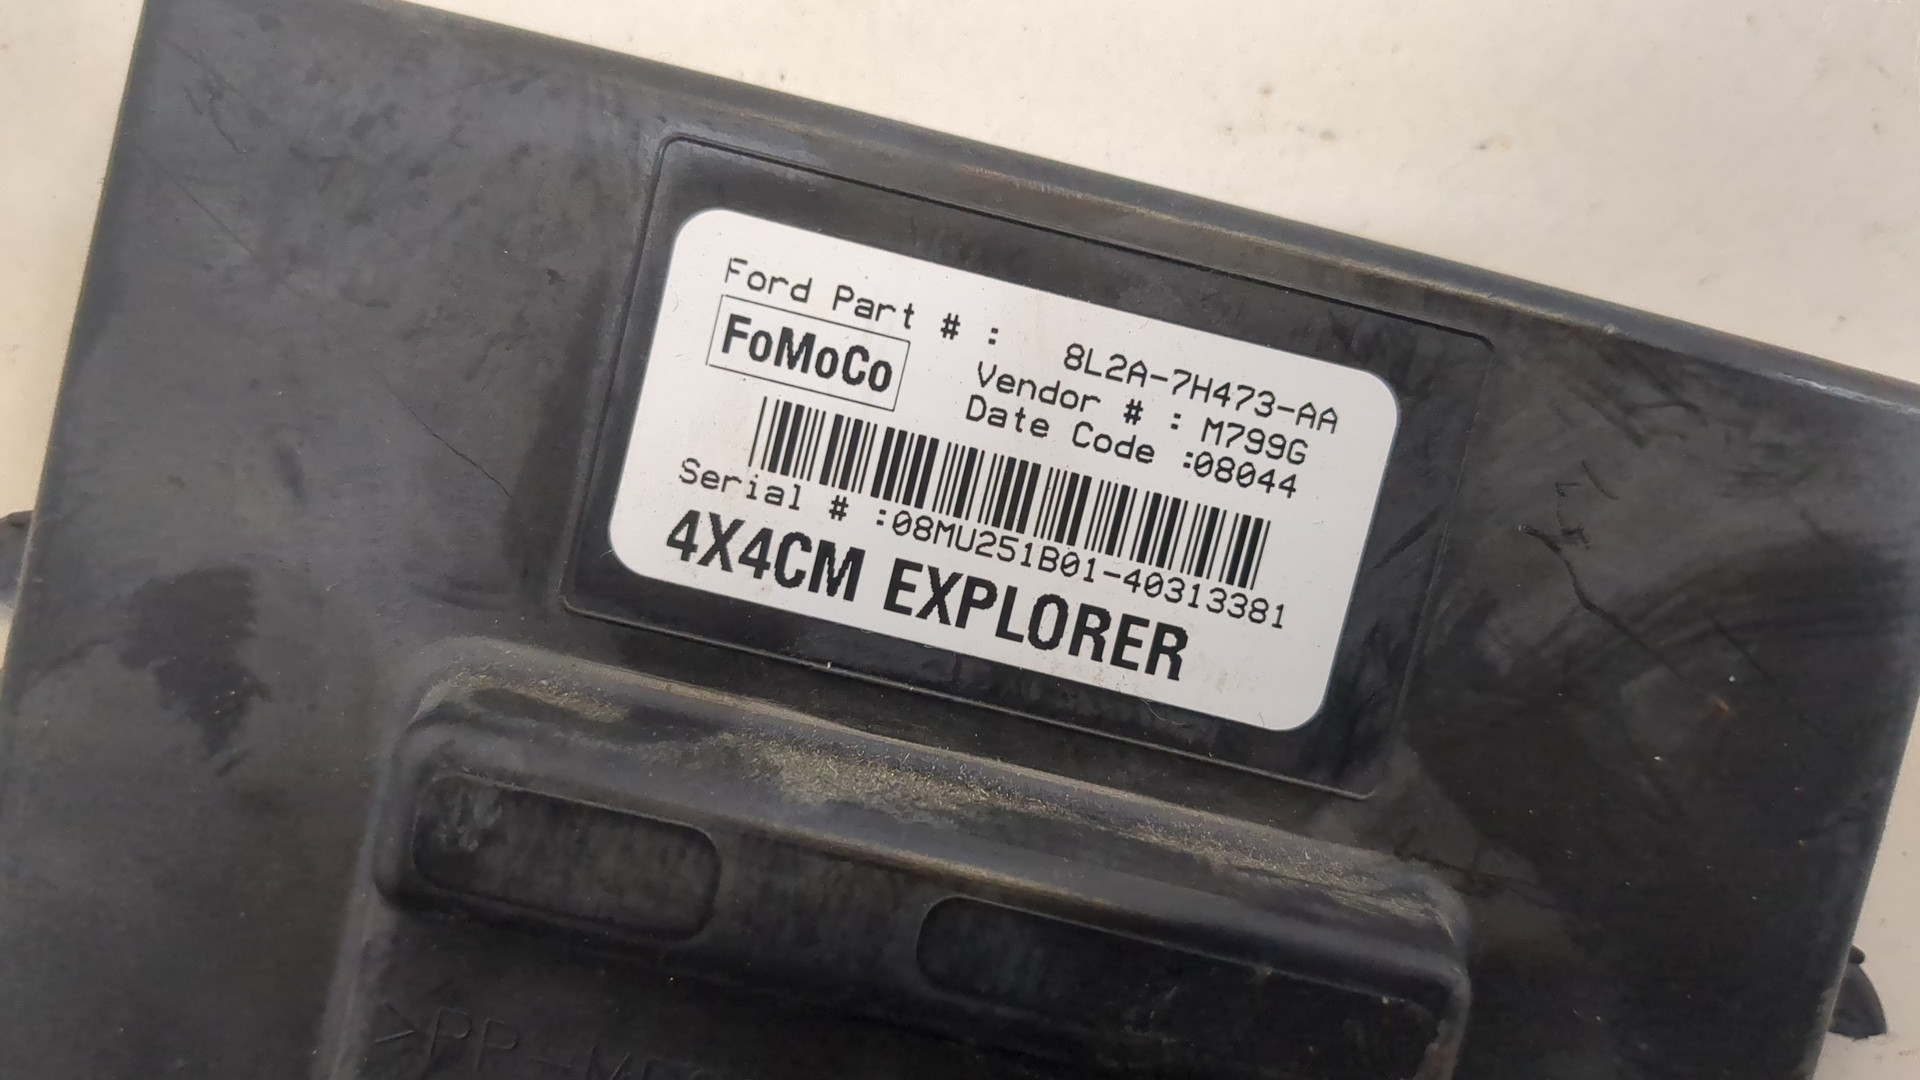 Ford Part # : 8L2A-7H473-AA
FoMoCo
Vendor # : M799G
Date Code :08044
Serial # :08MU251B01-40313381
4X4CM EXPLORER